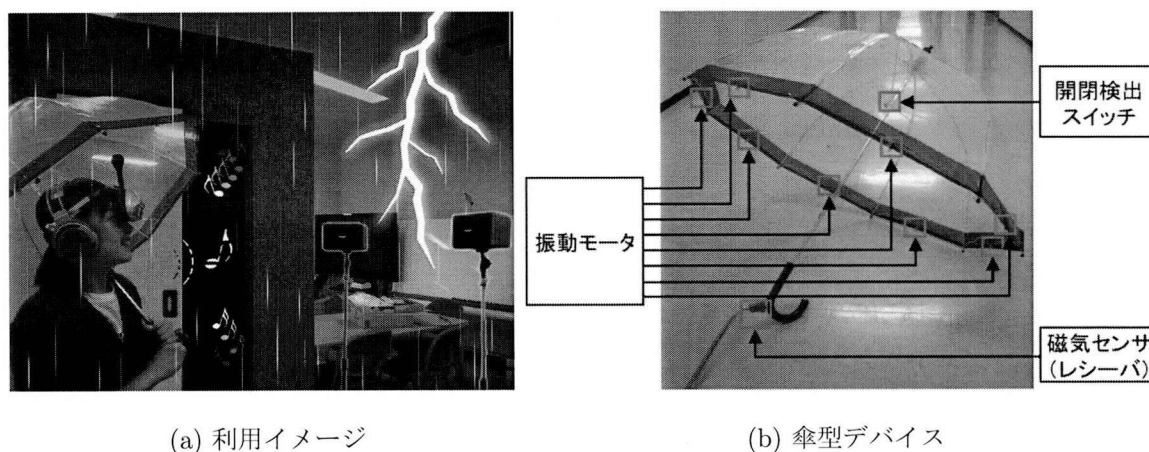 開閉検出
スイッチ
振動モータ
磁気センサ
(レシーバ)
(a) 利用イメージ
(b) 傘型デバイス